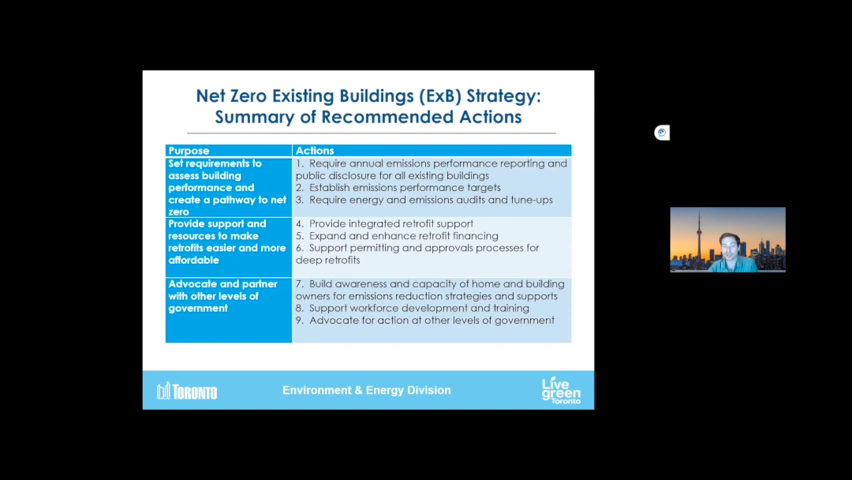 Net Zero Existing Buildings (ExB) Strategy:
Summary of Recommended Actions
Purpose
Actions
Set requirements to
assess building
performance and
create a pathway to net
zero
1. Require annual emissions performance reporting and
public disclosure for all existing buildings
2. Establish emissions performance targets
3. Require energy and emissions audits and tune-ups
Provide support and
resources to make
retrofits easier and more
affordable
4. Provide integrated retrofit support
5. Expand and enhance retrofit financing
6. Support permitting and approvals processes for
deep retrofits
Advocate and partner
with other levels of
government
7. Build awareness and capacity of home and building
owners for emissions reduction strategies and supports
8. Support workforce development and training
9. Advocate for action at other levels of government
TORONTO
Environment & Energy Division
Live
green
Toronto